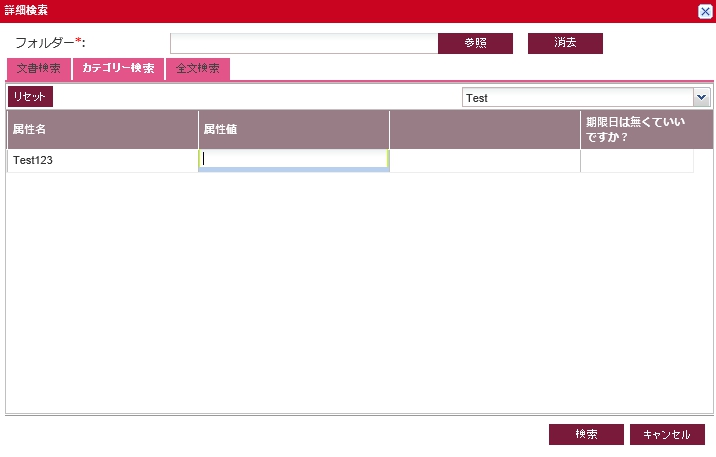 詳細検索
フォルダー*:
参照
消去
文書検索
カテゴリー検索
全文検索
リセット
Test
属性名
属性値
期限日は無くていい
ですか？
Test123
検索
キャンセル